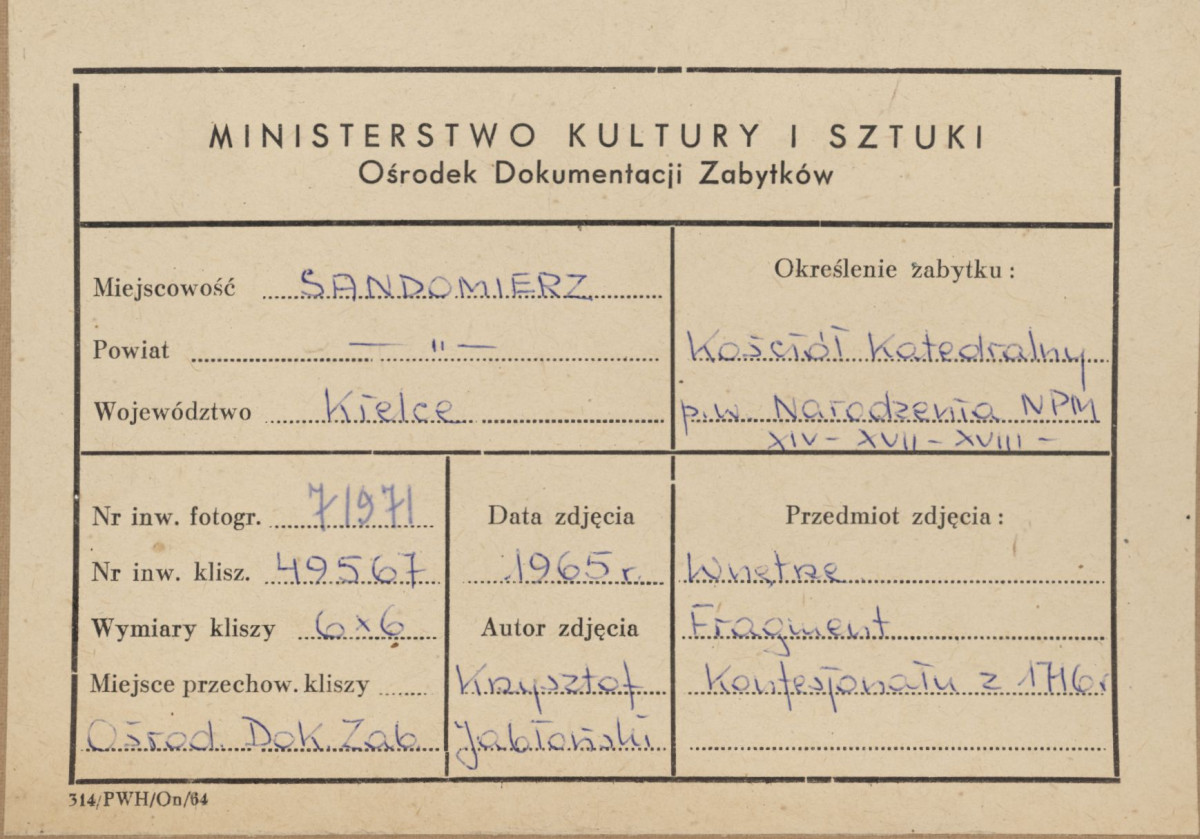 MINISTERSTWO KULTURY I SZTUKI
Ośrodek Dokumentacji Zabytków
Miejscowość SANDOMIERZ
Powiat — " —
Województwo Kielce
Określenie zabytku:
Kościół Katedralny
p.w. Narodzenia NPM
XIV - XVII - XVIII -
Nr inw. fotogr. 71971
Nr inw. klisz. 49567
Wymiary kliszy 6x6
Miejsce przechow. kliszy
Ośrod. Dok. Zab
Data zdjęcia
1965 r.
Autor zdjęcia
Krzysztof
Jabłoński
Przedmiot zdjęcia:
Wnętrze
Fragment
Konfesjonału z 1716 r
314/PWH/On/64